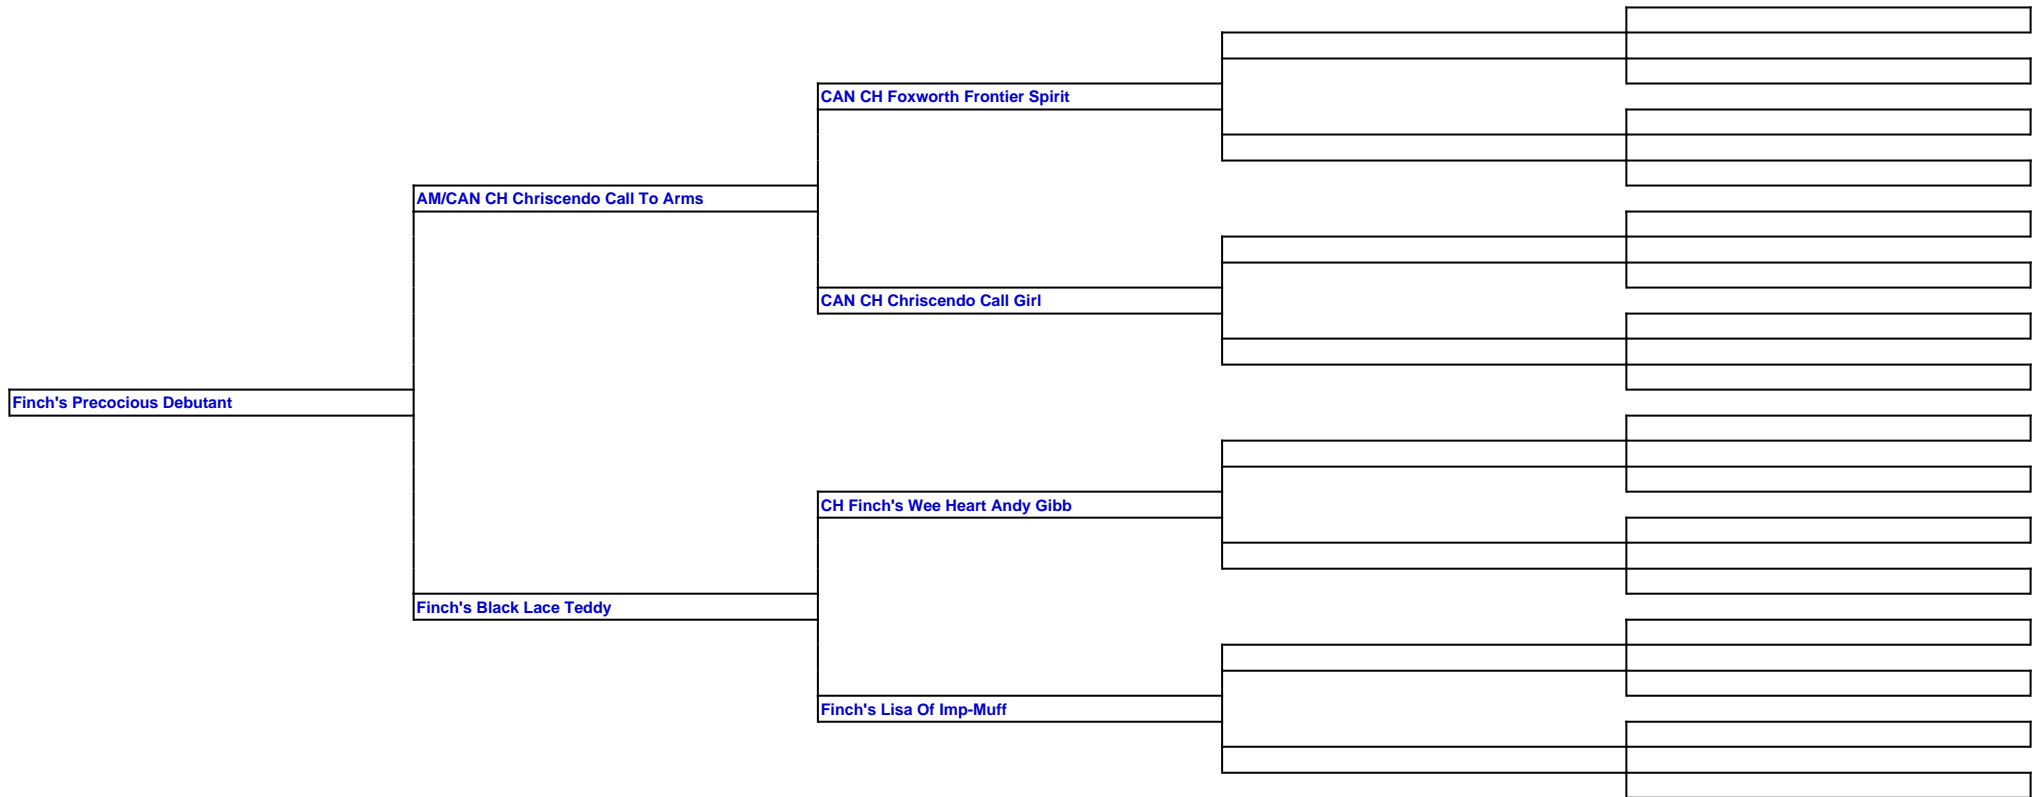 CAN CH Foxworth Frontier Spirit
AM/CAN CH Chriscendo Call To Arms
CAN CH Chriscendo Call Girl
Finch's Precocious Debutant
CH Finch's Wee Heart Andy Gibb
Finch's Black Lace Teddy
Finch's Lisa Of Imp-Muff